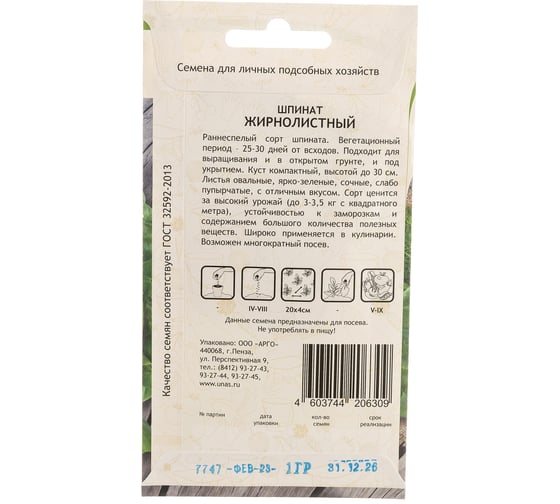 Семена для личных подсобных хозяйств
ШПИНАТ
ЖИРНОЛИСТНЫЙ
Раннеспелый сорт шпината. Вегетационный
период - 25-30 дней от всходов. Подходит для
выращивания и в открытом грунте, и под
укрытием. Куст компактный, высотой до 30 см.
Листья овальные, ярко-зеленые, сочные, слабо
пупырчатые, с отличным вкусом. Сорт ценится
за высокий урожай (до 3-3,5 кг с квадратного
метра), устойчивостью к заморозкам и
содержанием большого количества полезных
веществ. Широко применяется в кулинарии.
Возможен многократный посев.
- IV-VIII 20х4см - V-IX
Данные семена предназначены для посева.
Не употреблять в пищу!
Упаковано: ООО «АРГО»
440068, г.Пенза,
ул. Перспективная 9,
тел.: (8412) 93-27-43,
93-27-44, 93-27-45,
www.unas.ru
4 603744 206309
№ партии дата упаковки кол-во семян срок реализации
7747 -ФЕВ-23- 1ГР 31.12.26
Качество семян соответствует ГОСТ 32592-2013